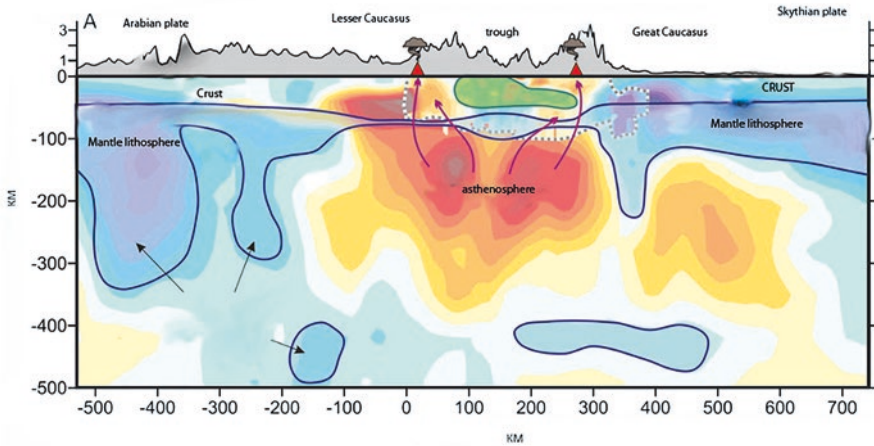 A
Arabian plate
Lesser Caucasus
trough
Great Caucasus
Skythian plate
3
2
1
0
-100
-200
-300
-400
-500
KM
Crust
CRUST
Mantle lithosphere
Mantle lithosphere
asthenosphere
-500 -400 -300 -200 -100 0 100 200 300 400 500 600 700
KM